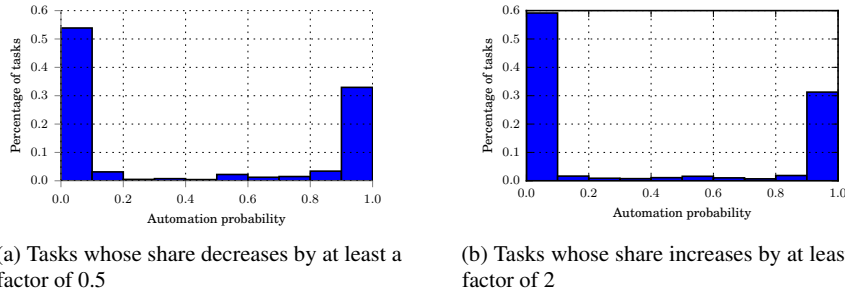 0.6
0.5
0.4
0.3
0.2
0.1
0.0
Percentage of tasks
0.0 0.2 0.4 0.6 0.8 1.0
Automation probability
(a) Tasks whose share decreases by at least a
factor of 0.5
0.6
0.5
0.4
0.3
0.2
0.1
0.0
Percentage of tasks
0.0 0.2 0.4 0.6 0.8 1.0
Automation probability
(b) Tasks whose share increases by at leas
factor of 2